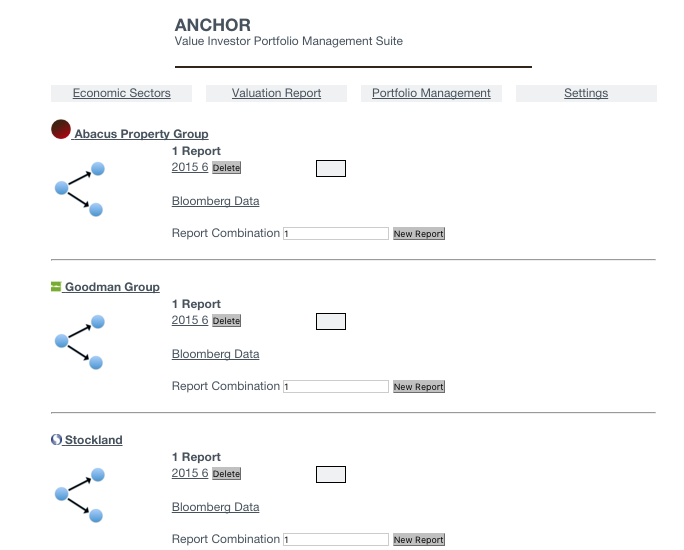 ANCHOR
Value Investor Portfolio Management Suite
Economic Sectors Valuation Report Portfolio Management Settings
Abacus Property Group
1 Report
2015 6 Delete
Bloomberg Data
Report Combination 1 New Report
Goodman Group
1 Report
2015 6 Delete
Bloomberg Data
Report Combination 1 New Report
Stockland
1 Report
2015 6 Delete
Bloomberg Data
Report Combination 1 New Report